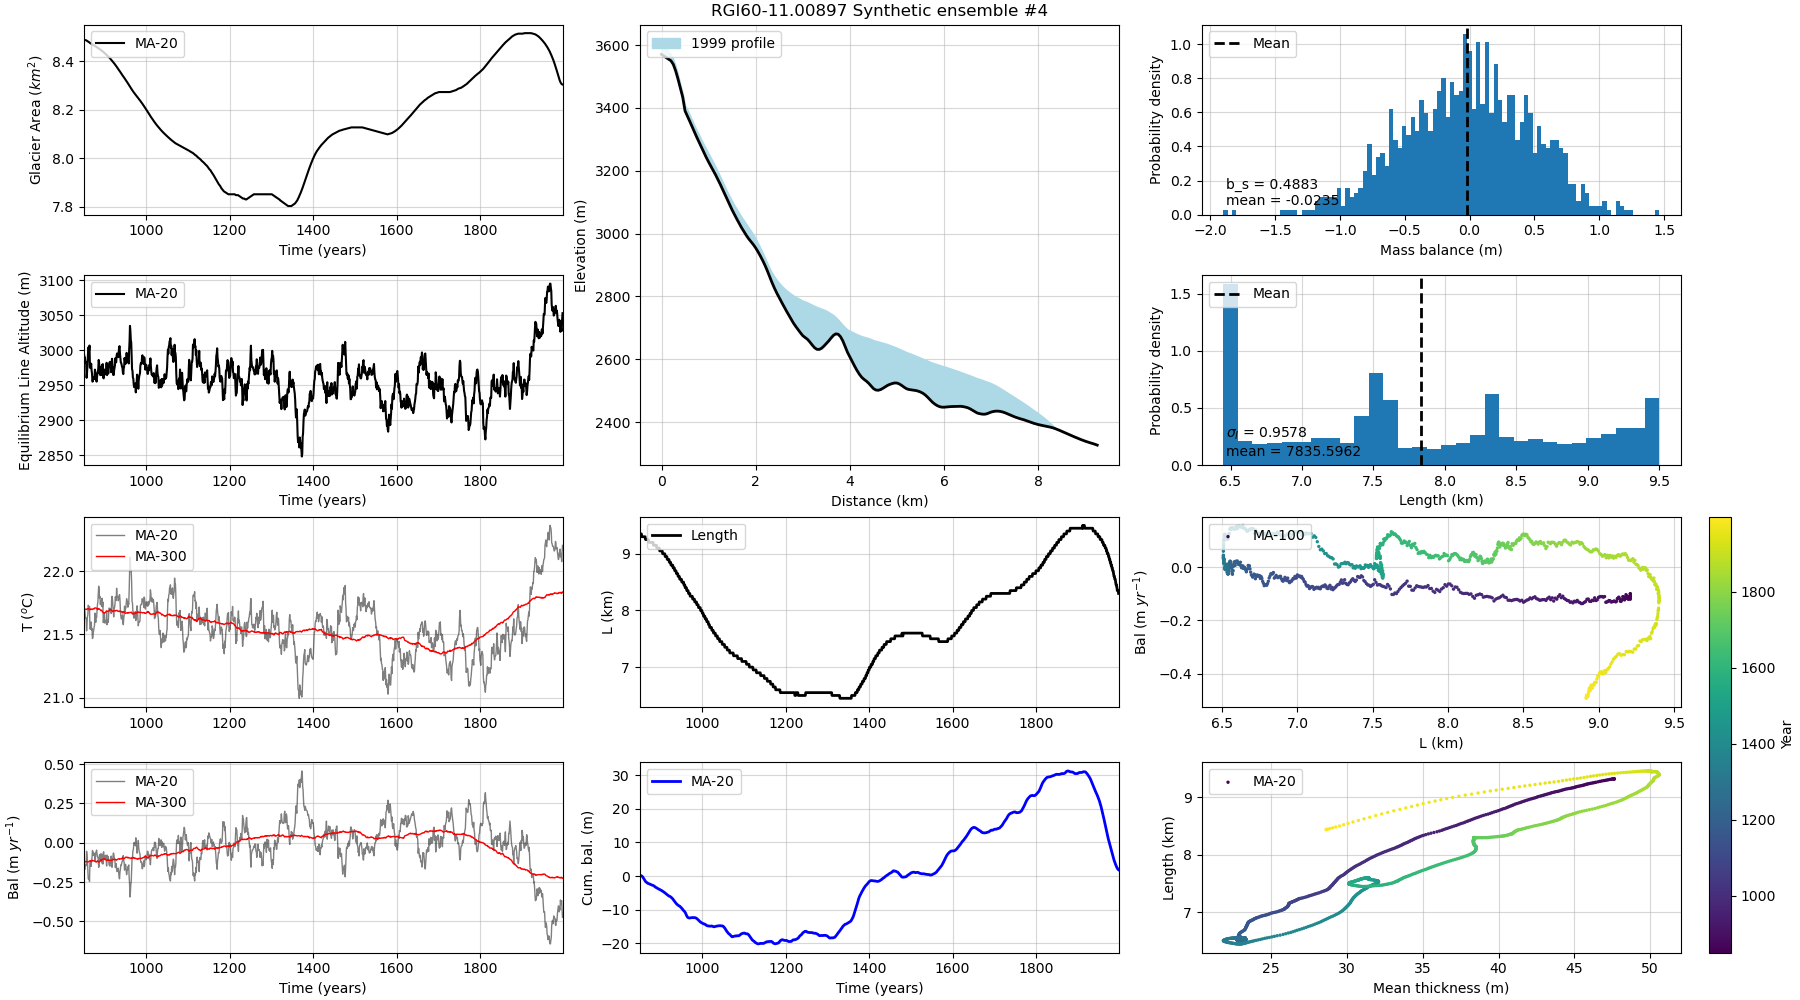 RGI60-11.00897 Synthetic ensemble #4
MA-20
Glacier Area (km²)
8.4
8.2
8.0
7.8
1000 1200 1400 1600 1800
Time (years)
MA-20
Equilibrium Line Altitude (m)
3100
3050
3000
2950
2900
2850
1000 1200 1400 1600 1800
Time (years)
MA-20
MA-300
T (°C)
22.0
21.5
21.0
1000 1200 1400 1600 1800
MA-20
MA-300
Bal (m yr⁻¹)
0.50
0.25
0.00
−0.25
−0.50
1000 1200 1400 1600 1800
Time (years)
1999 profile
Elevation (m)
3600
3400
3200
3000
2800
2600
2400
0 2 4 6 8
Distance (km)
Length
L (km)
9
8
7
1000 1200 1400 1600 1800
MA-20
Cum. bal. (m)
30
20
10
0
−10
−20
1000 1200 1400 1600 1800
Time (years)
Mean
Probability density
1.0
0.8
0.6
0.4
0.2
0.0
b_s = 0.4883
mean = -0.0235
−2.0 −1.5 −1.0 −0.5 0.0 0.5 1.0 1.5
Mass balance (m)
Mean
Probability density
1.5
1.0
0.5
0.0
σₗ = 0.9578
mean = 7835.5962
6.5 7.0 7.5 8.0 8.5 9.0 9.5
Length (km)
MA-100
Bal (m yr⁻¹)
0.0
−0.2
−0.4
6.5 7.0 7.5 8.0 8.5 9.0 9.5
L (km)
MA-20
Length (km)
9
8
7
25 30 35 40 45 50
Mean thickness (m)
1800
1600
1400
1200
1000
Year